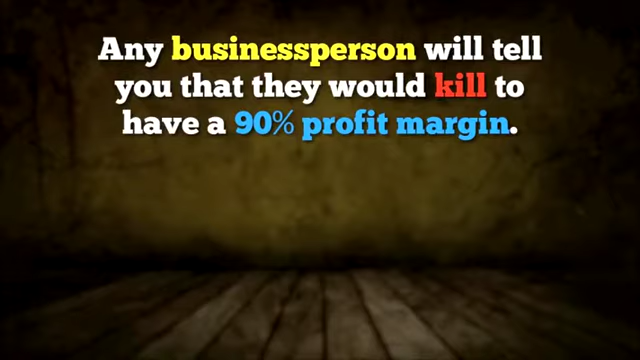 Any businessperson will tell
you that they would kill to
have a 90% profit margin.